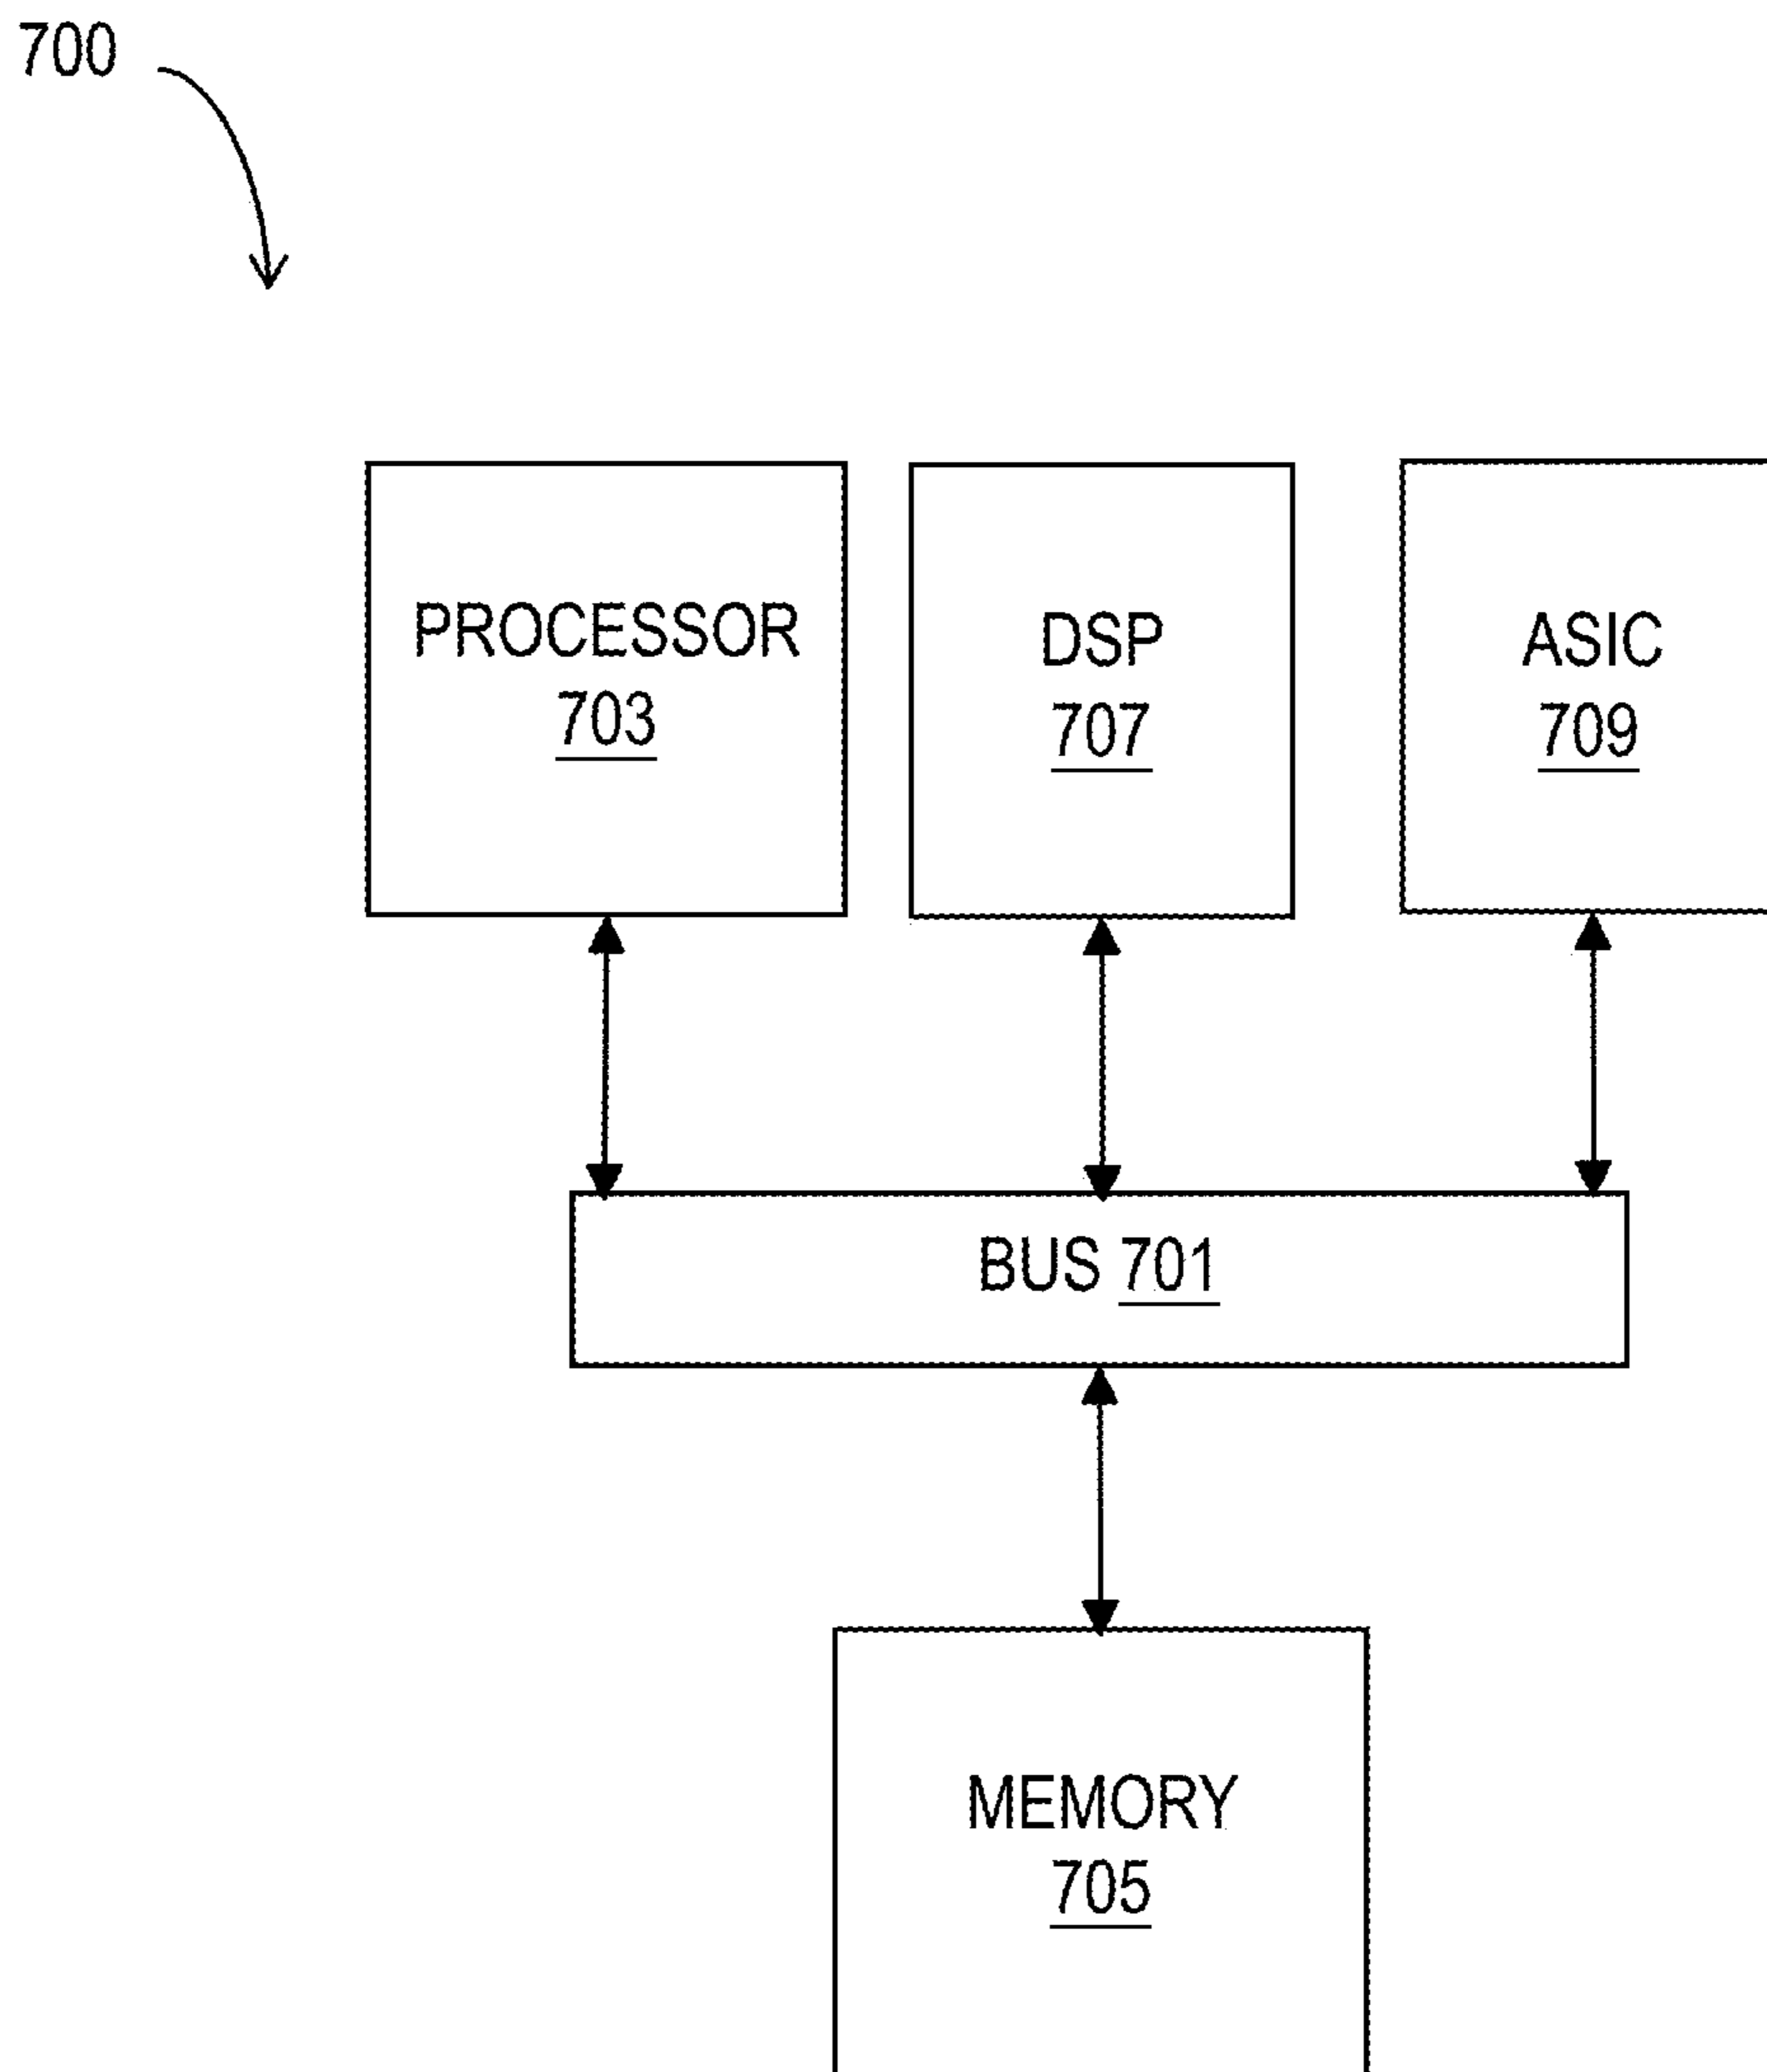 700
PROCESSOR
703
DSP
707
ASIC
709
BUS 701
MEMORY
705